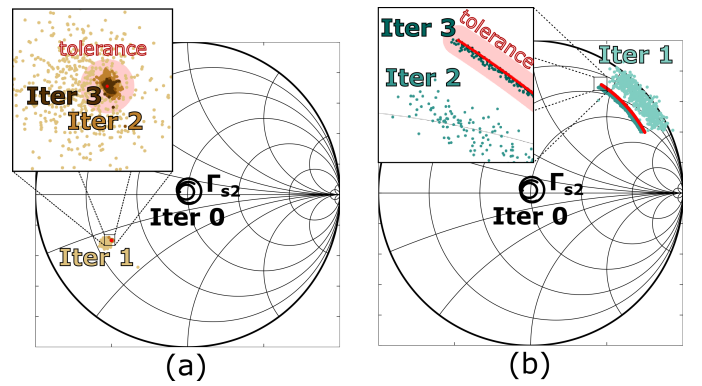 tolerance
Iter 3
Iter 2
Γs2
Iter 0
Iter 1
(a)
Iter 3
tolerance
Iter 2
Iter 1
Γs2
Iter 0
(b)